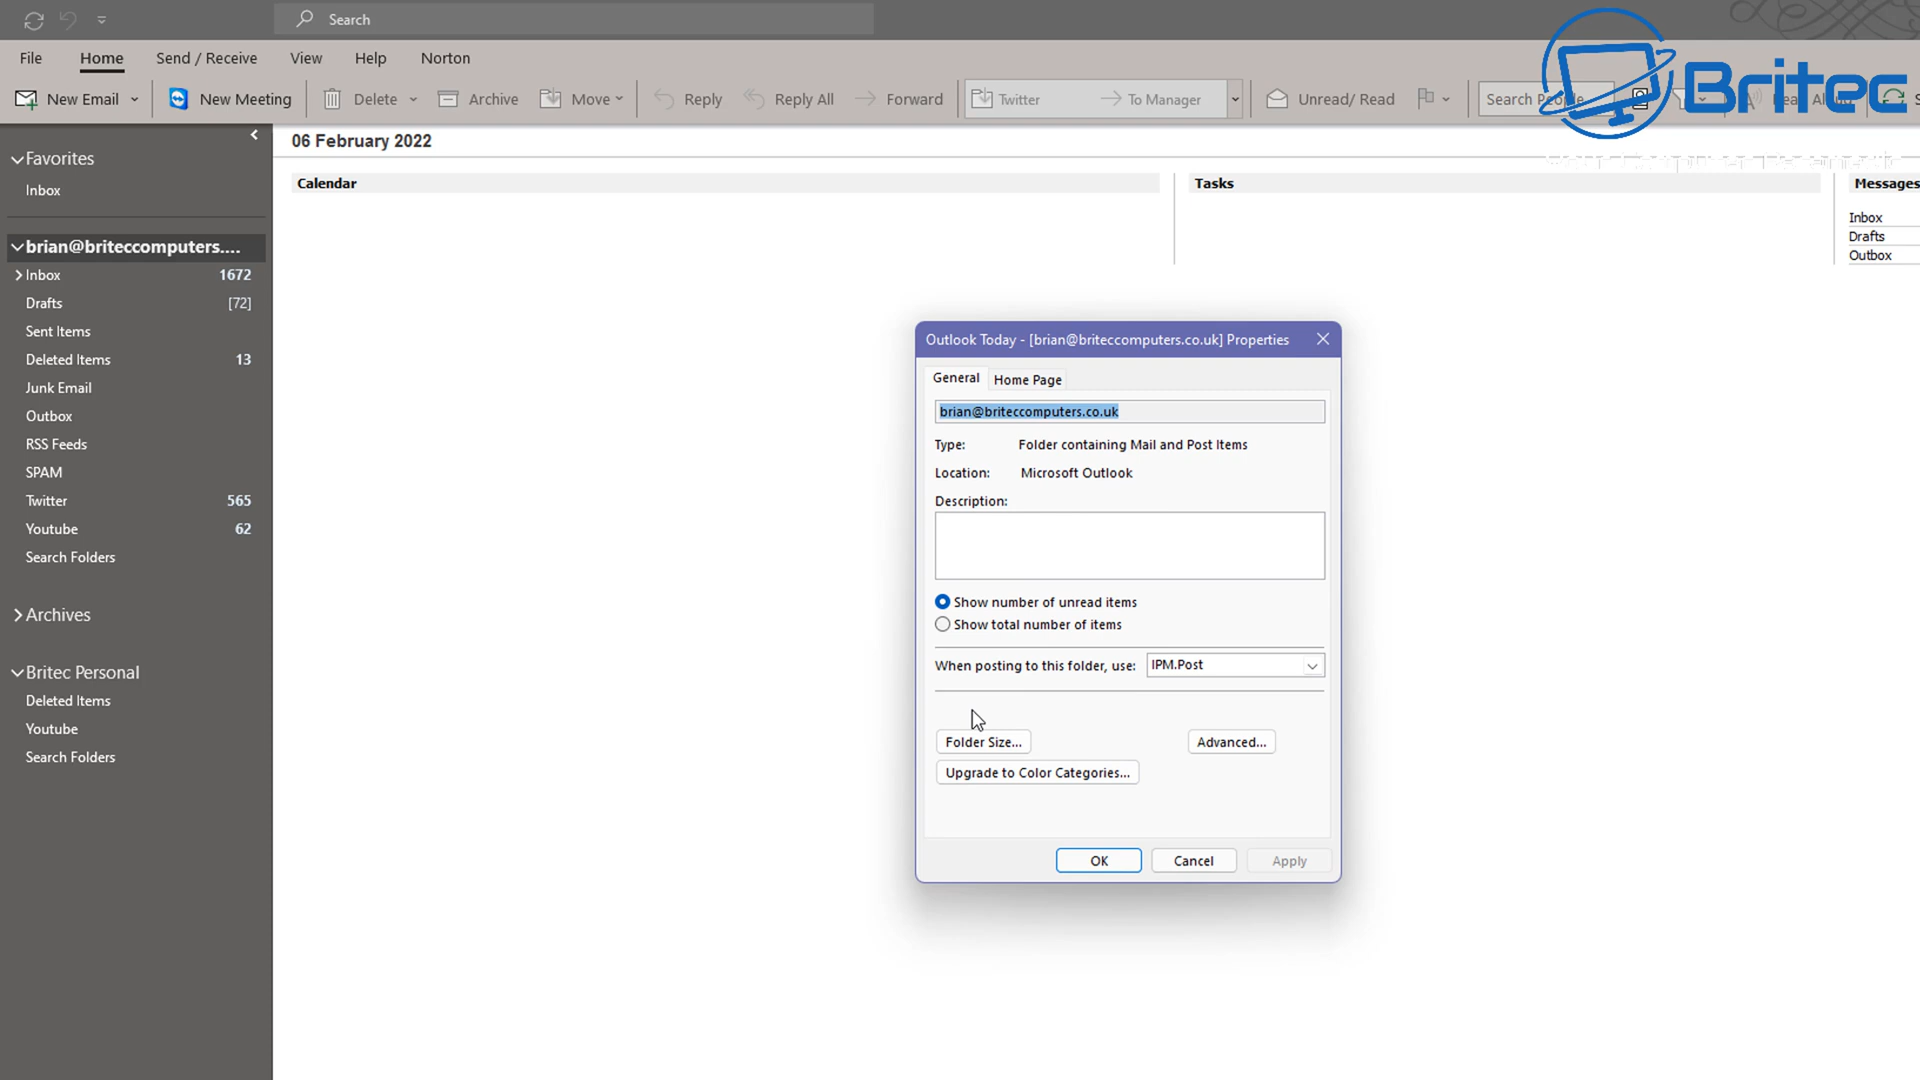 Search
File Home Send / Receive View Help Norton
New Email New Meeting Delete Archive Move Reply Reply All Forward Twitter To Manager Unread/ Read Search People
Britec
06 February 2022
Favorites
Inbox
Calendar
Tasks
Messages
Inbox
Drafts
Outbox
brian@briteccomputers....
Inbox 1672
Drafts [72]
Sent Items
Deleted Items 13
Junk Email
Outbox
RSS Feeds
SPAM
Twitter 565
Youtube 62
Search Folders
Archives
Britec Personal
Deleted Items
Youtube
Search Folders
Outlook Today - [brian@briteccomputers.co.uk] Properties
General Home Page
brian@briteccomputers.co.uk
Type: Folder containing Mail and Post Items
Location: Microsoft Outlook
Description:
Show number of unread items
Show total number of items
When posting to this folder, use: IPM.Post
Folder Size... Advanced...
Upgrade to Color Categories...
OK Cancel Apply